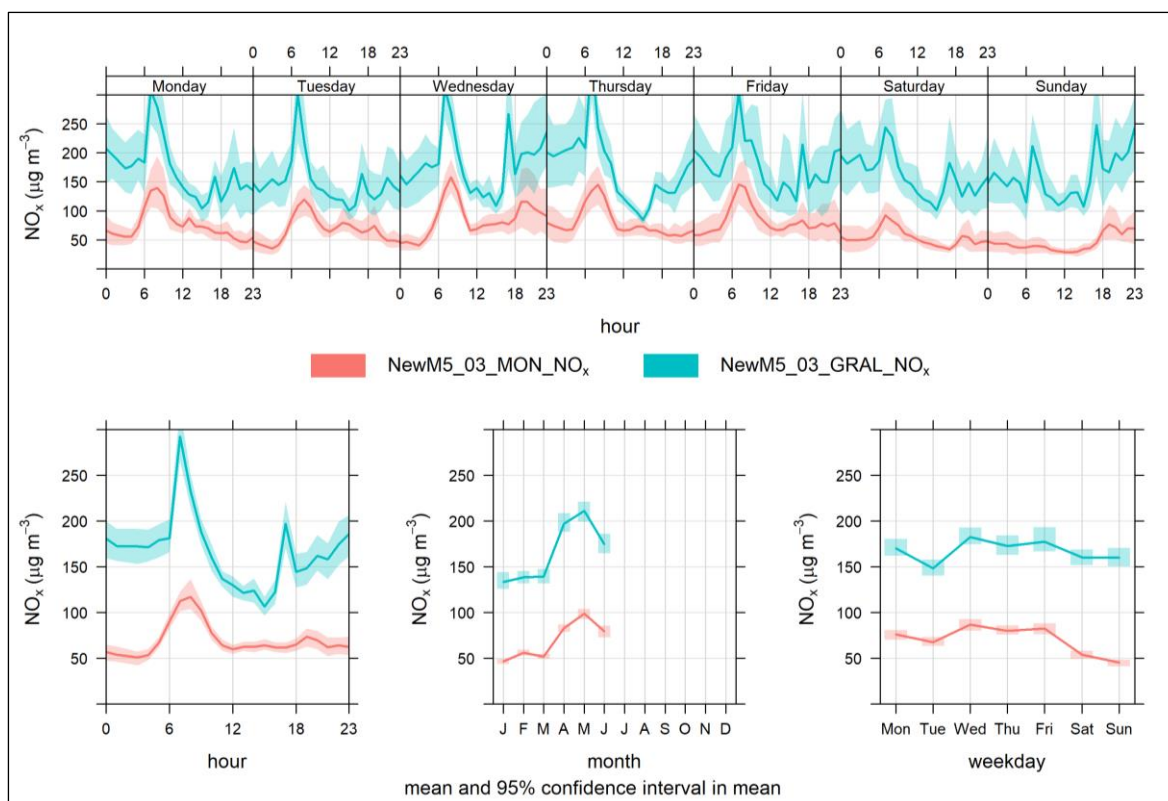 0 6 12 18 23 0 6 12 18 23 0 6 12 18 23
Monday Tuesday Wednesday Thursday Friday Saturday Sunday
NOₓ (µg m⁻³)
250
200
150
100
50
0 6 12 18 23 0 6 12 18 23 0 6 12 18 23 0 6 12 18 23
hour
NewM5_03_MON_NOₓ NewM5_03_GRAL_NOₓ
NOₓ (µg m⁻³)
250
200
150
100
50
0 6 12 18 23
hour
NOₓ (µg m⁻³)
250
200
150
100
50
J F M A M J J A S O N D
month
NOₓ (µg m⁻³)
250
200
150
100
50
Mon Tue Wed Thu Fri Sat Sun
weekday
mean and 95% confidence interval in mean